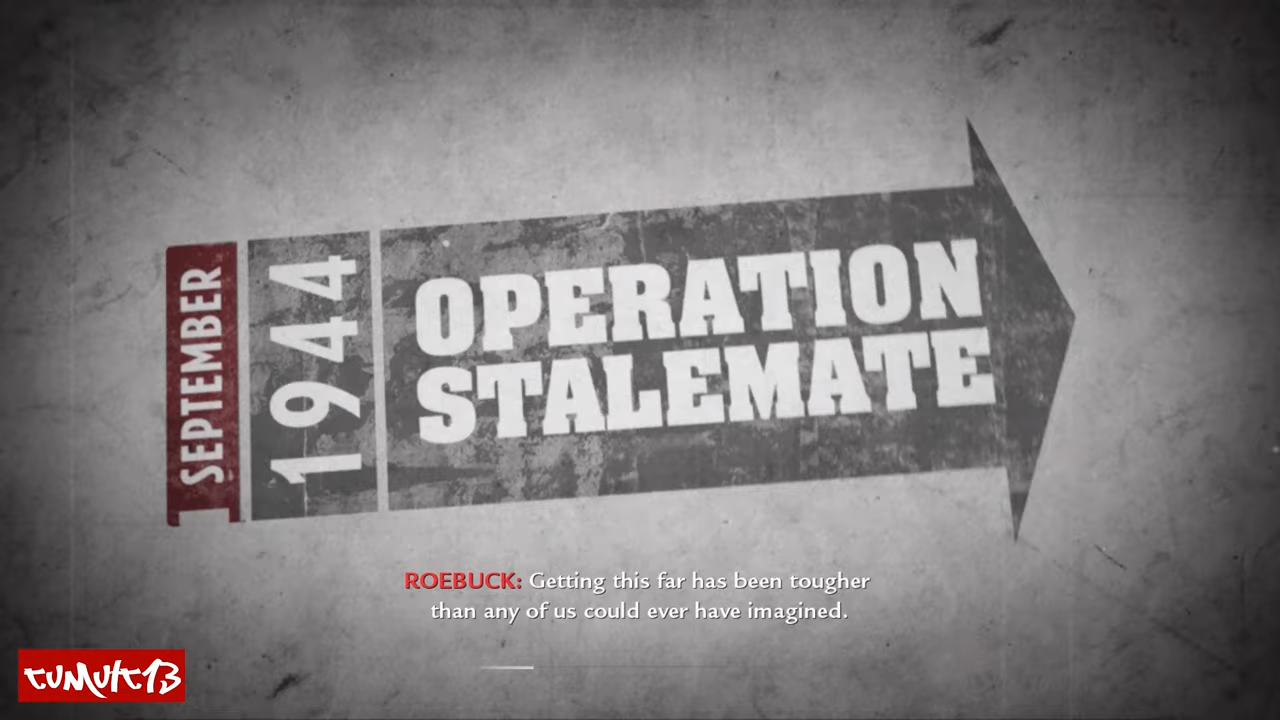 SEPTEMBER
1944
OPERATION
STALEMATE
ROEBUCK: Getting this far has been tougher
than any of us could ever have imagined.
tumult13